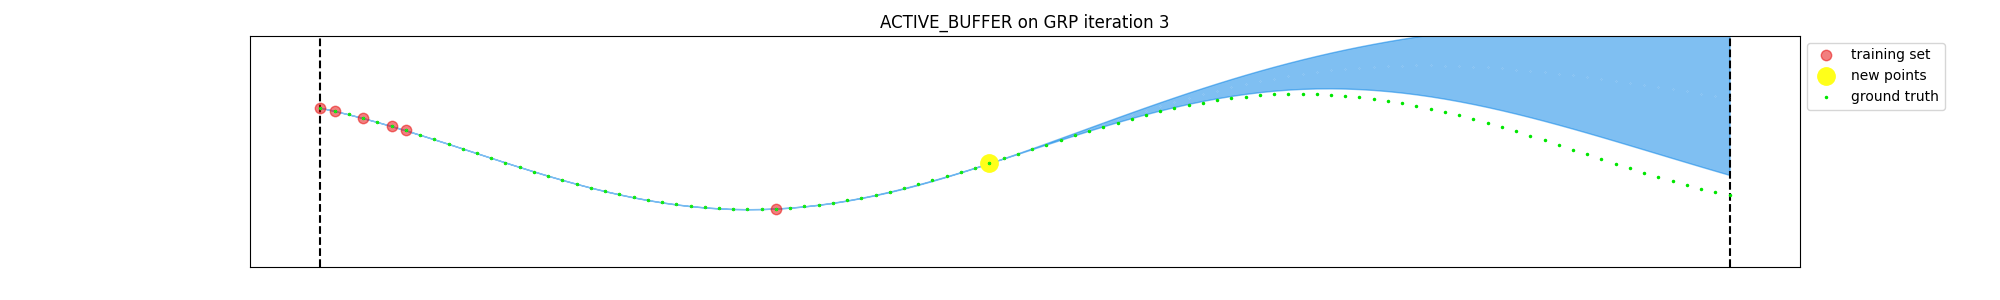 ACTIVE_BUFFER on GRP iteration 3
training set
new points
ground truth